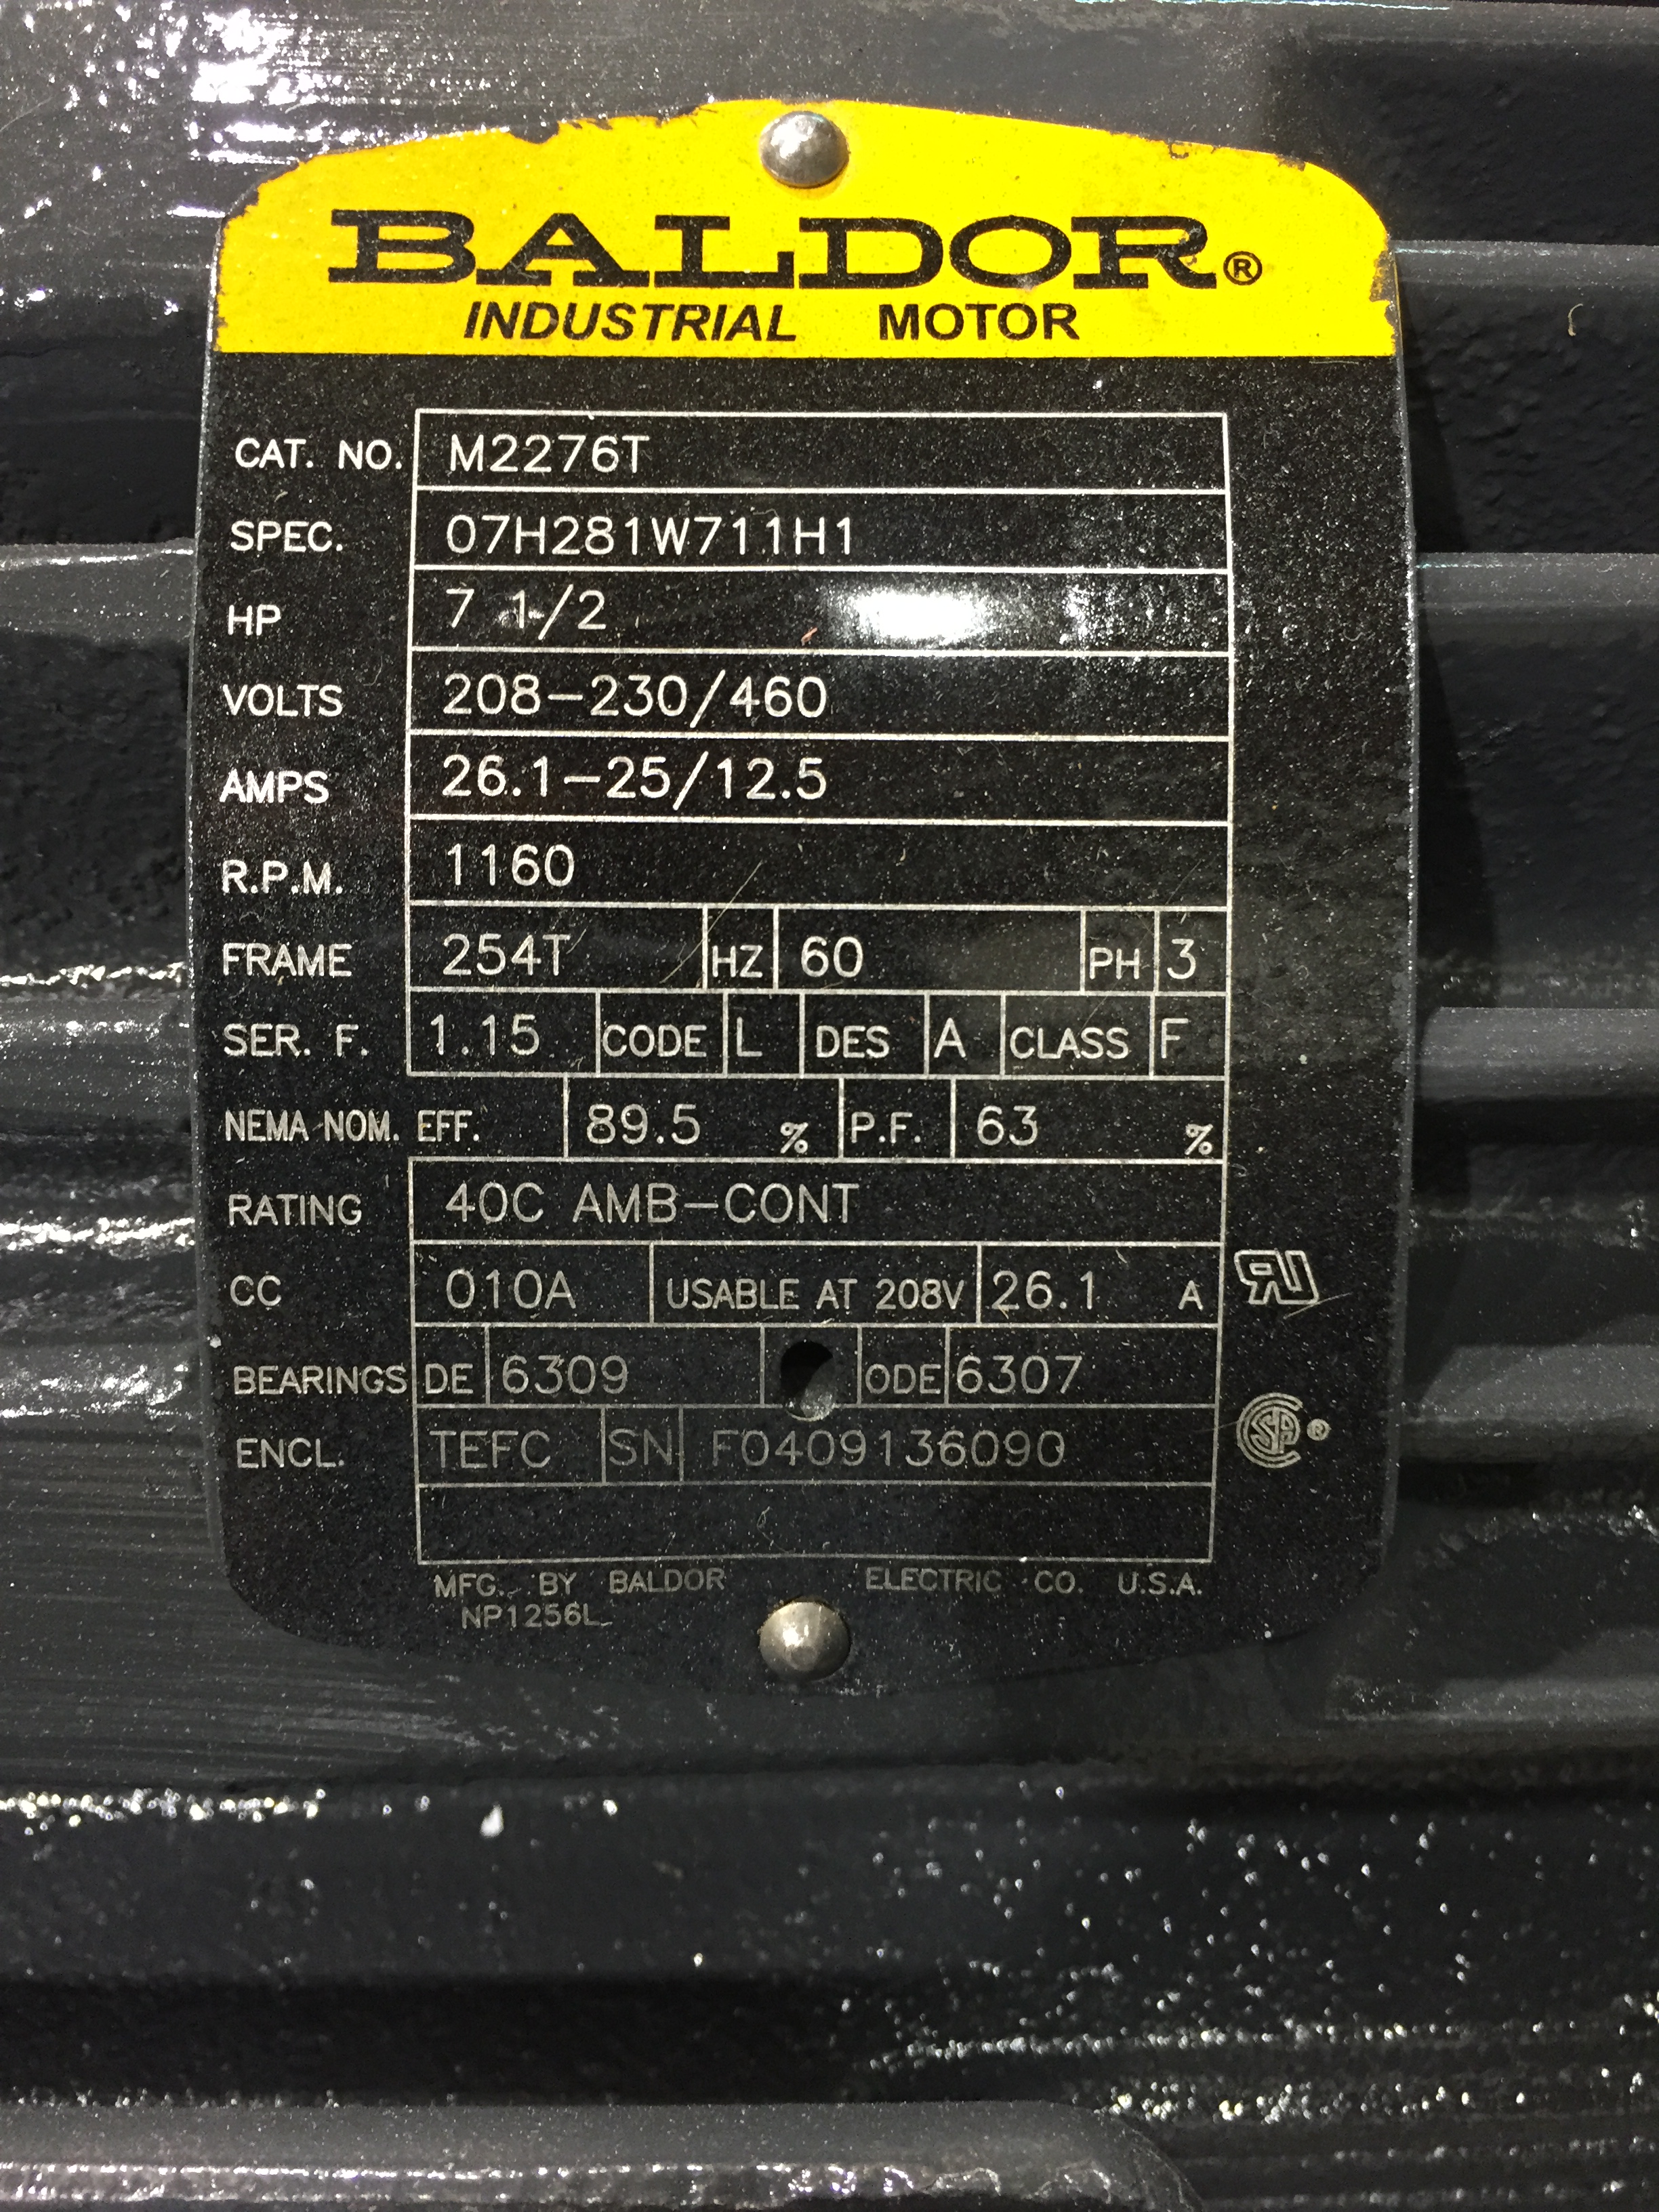 BALDOR®
INDUSTRIAL MOTOR
CAT. NO. M2276T
SPEC. 07H281W711H1
HP 7 1/2
VOLTS 208-230/460
AMPS 26.1-25/12.5
R.P.M. 1160
FRAME 254T HZ 60 PH 3
SER. F. 1.15 CODE L DES A CLASS F
NEMA NOM. EFF. 89.5 % P.F. 63 %
RATING 40C AMB-CONT
CC 010A USABLE AT 208V 26.1 A
BEARINGS DE 6309 ODE 6307
ENCL. TEFC SN F0409136090
MFG. BY BALDOR ELECTRIC CO. U.S.A.
NP1256L